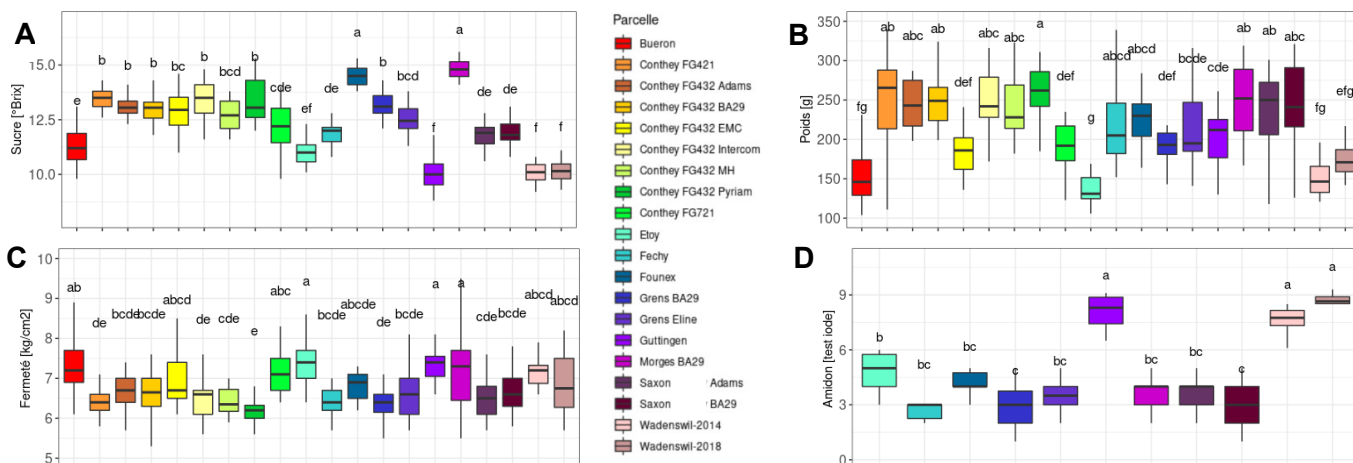 A
Sucre [°Brix]
15.0
12.5
10.0
e
b
b
b
bc
b
bcd
b
cde
ef
de
a
b
bcd
f
a
de
de
f
f
Parcelle
Bueron
Conthey FG421
Conthey FG432 Adams
Conthey FG432 BA29
Conthey FG432 EMC
Conthey FG432 Intercom
Conthey FG432 MH
Conthey FG432 Pyriam
Conthey FG721
Etoy
Fechy
Founex
Grens BA29
Grens Eline
Guttingen
Morges BA29
Saxon Adams
Saxon BA29
Wadenswil-2014
Wadenswil-2018
B
Poids [g]
350
300
250
200
150
100
fg
ab
abc
abc
def
abc
abc
a
def
g
abcd
abcd
def
bcde
cde
ab
ab
abc
fg
efg
C
Fermeté [kg/cm2]
10
9
8
7
6
5
ab
de
bcde
bcde
abcd
de
cde
e
abc
a
bcde
abcde
de
bcde
a
a
cde
bcde
abcd
abcde
D
Amidon [test iode]
9
6
3
0
b
bc
bc
c
bc
a
bc
bc
c
a
a